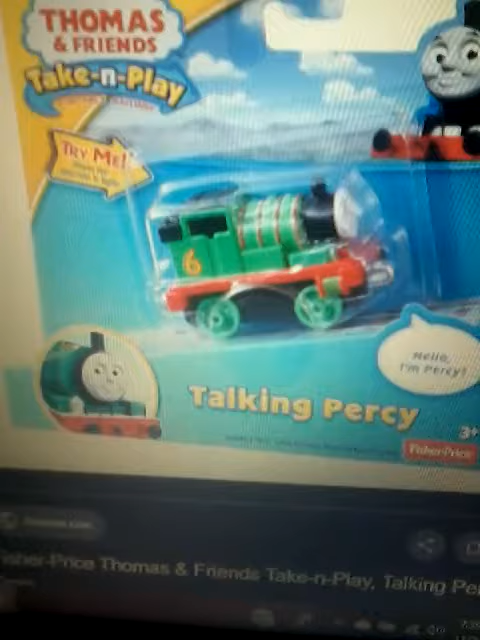 THOMAS
& FRIENDS
Take-n-Play
TRY ME!
6
Hello,
I'm Percy!
Talking Percy
3+
Fisher-Price
Fisher-Price Thomas & Friends Take-n-Play, Talking Pe